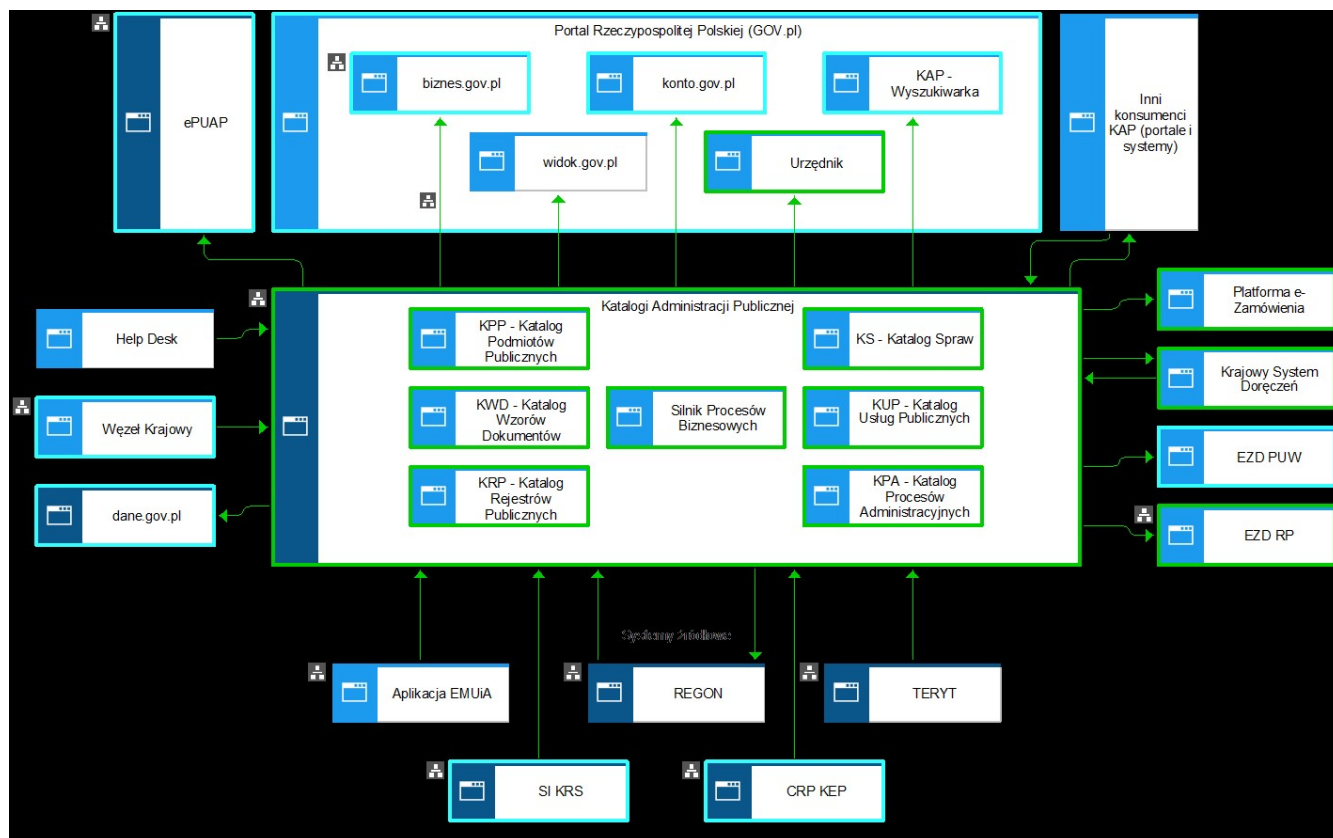 Portal Rzeczypospolitej Polskiej (GOV.pl)
ePUAP
biznes.gov.pl
konto.gov.pl
KAP -
Wyszukiwarka
widok.gov.pl
Urzędnik
Inni
konsumenci
KAP (portale i
systemy)
Katalogi Administracji Publicznej
Help Desk
Węzeł Krajowy
dane.gov.pl
KPP - Katalog
Podmiotów
Publicznych
KS - Katalog Spraw
KWD - Katalog
Wzorów
Dokumentów
Silnik Procesów
Biznesowych
KUP - Katalog
Usług Publicznych
KRP - Katalog
Rejestrów
Publicznych
KPA - Katalog
Procesów
Administracyjnych
Platforma e-
Zamówienia
Krajowy System
Doręczeń
EZD PUW
EZD RP
Systemy źródłowe
Aplikacja EMUiA
REGON
TERYT
SI KRS
CRP KEP